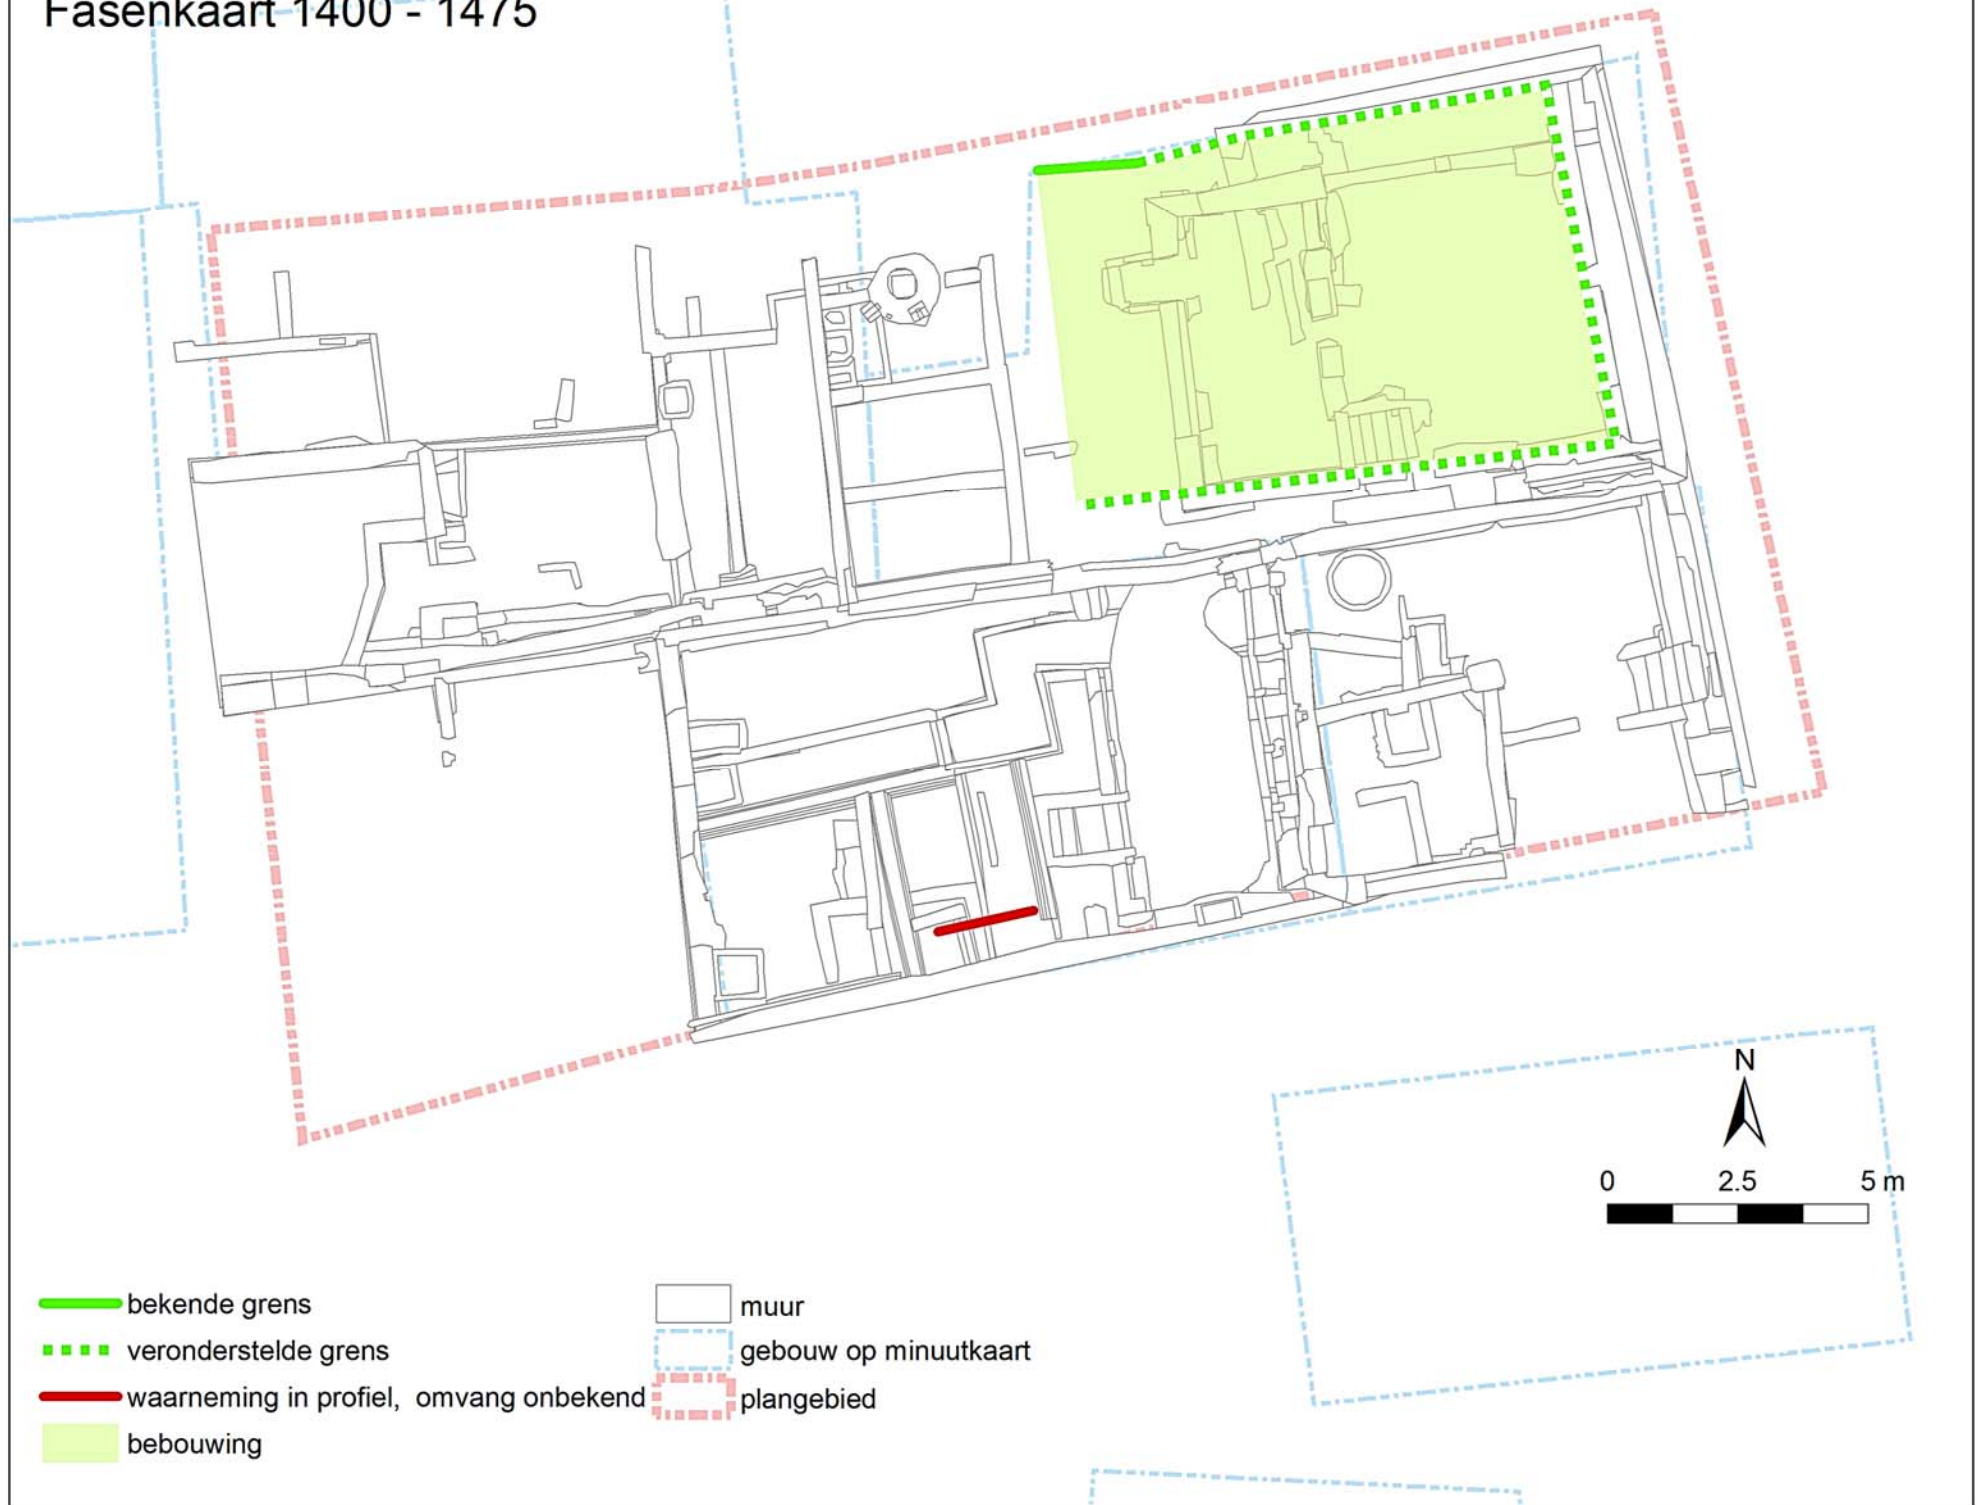 Fasenkaart 1400 - 1475
N
0 2.5 5 m
bekende grens
veronderstelde grens
waarneming in profiel, omvang onbekend
bebouwing
muur
gebouw op minuutkaart
plangebied